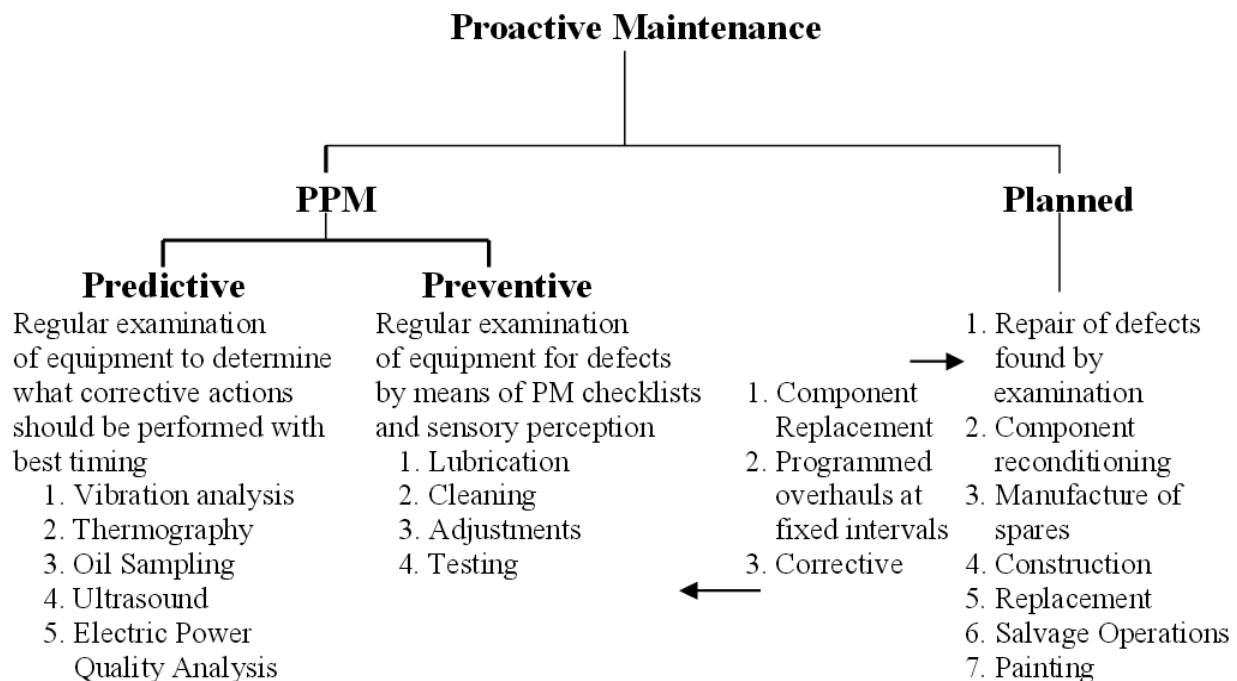 Proactive Maintenance
PPM
Planned
Predictive
Regular examination
of equipment to determine
what corrective actions
should be performed with
best timing
1. Vibration analysis
2. Thermography
3. Oil Sampling
4. Ultrasound
5. Electric Power
Quality Analysis
Preventive
Regular examination
of equipment for defects
by means of PM checklists
and sensory perception
1. Lubrication
2. Cleaning
3. Adjustments
4. Testing
1. Component
Replacement
2. Programmed
overhauls at
fixed intervals
3. Corrective
1. Repair of defects
found by
examination
2. Component
reconditioning
3. Manufacture of
spares
4. Construction
5. Replacement
6. Salvage Operations
7. Painting